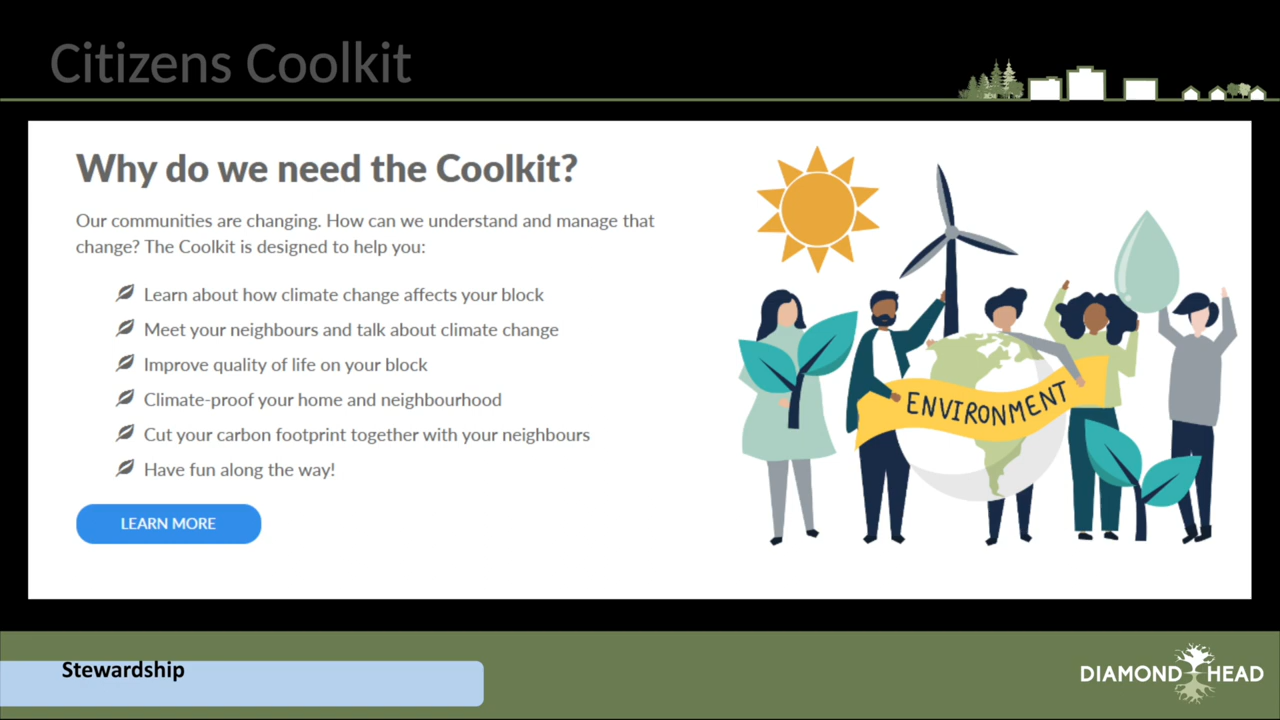 Citizens Coolkit
Why do we need the Coolkit?
Our communities are changing. How can we understand and manage that
change? The Coolkit is designed to help you:
Learn about how climate change affects your block
Meet your neighbours and talk about climate change
Improve quality of life on your block
Climate-proof your home and neighbourhood
Cut your carbon footprint together with your neighbours
Have fun along the way!
LEARN MORE
ENVIRONMENT
Stewardship
DIAMOND HEAD